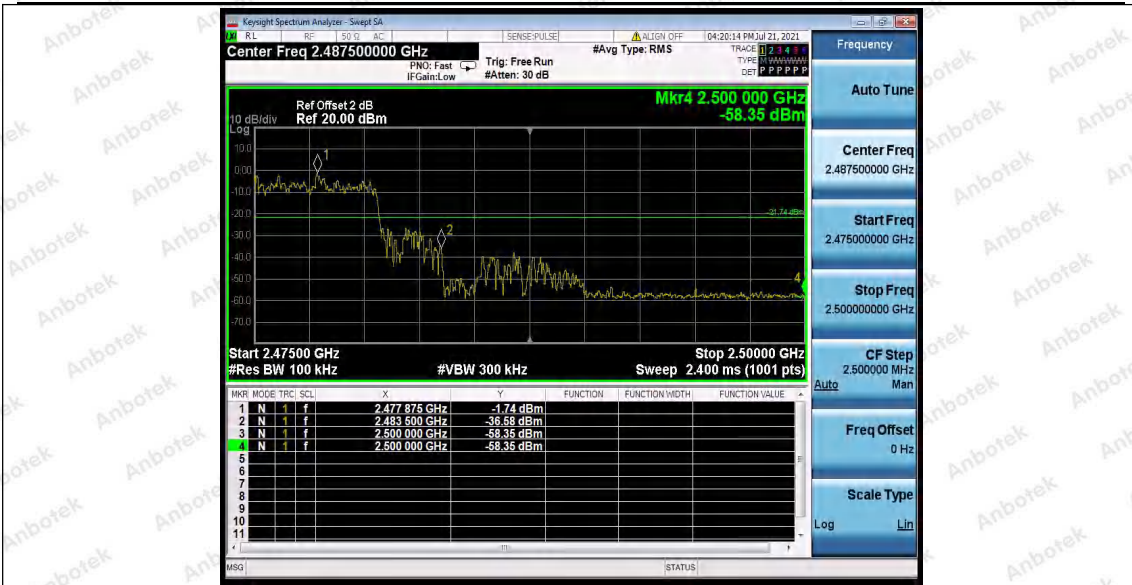 Keysight Spectrum Analyzer - Swept SA
RL RF 50 Ω AC SENSE:PULSE ALIGN OFF 04:20:14 PM Jul 21, 2021
Center Freq 2.487500000 GHz
PNO: Fast
IFGain:Low
Trig: Free Run
#Atten: 30 dB
#Avg Type: RMS
TRACE 1 2 3 4 5 6
TYPE M W W W W W
DET P P P P P P
Mkr4 2.500 000 GHz
-58.35 dBm
Ref Offset 2 dB
10 dB/div Ref 20.00 dBm
Log
10.0
0.00
-10.0
-20.0
-30.0
-40.0
-50.0
-60.0
-70.0
1
2
4
-21.74 dBm
Start 2.47500 GHz Stop 2.50000 GHz
#Res BW 100 kHz #VBW 300 kHz Sweep 2.400 ms (1001 pts)
MKR MODE TRC SCL X Y FUNCTION FUNCTION WIDTH FUNCTION VALUE
1 N 1 f 2.477 875 GHz -1.74 dBm
2 N 1 f 2.483 500 GHz -36.58 dBm
3 N 1 f 2.500 000 GHz -58.35 dBm
4 N 1 f 2.500 000 GHz -58.35 dBm
5
6
7
8
9
10
11
MSG STATUS
Frequency
Auto Tune
Center Freq
2.487500000 GHz
Start Freq
2.475000000 GHz
Stop Freq
2.500000000 GHz
CF Step
2.500000 MHz
Auto Man
Freq Offset
0 Hz
Scale Type
Log Lin
Anbotek